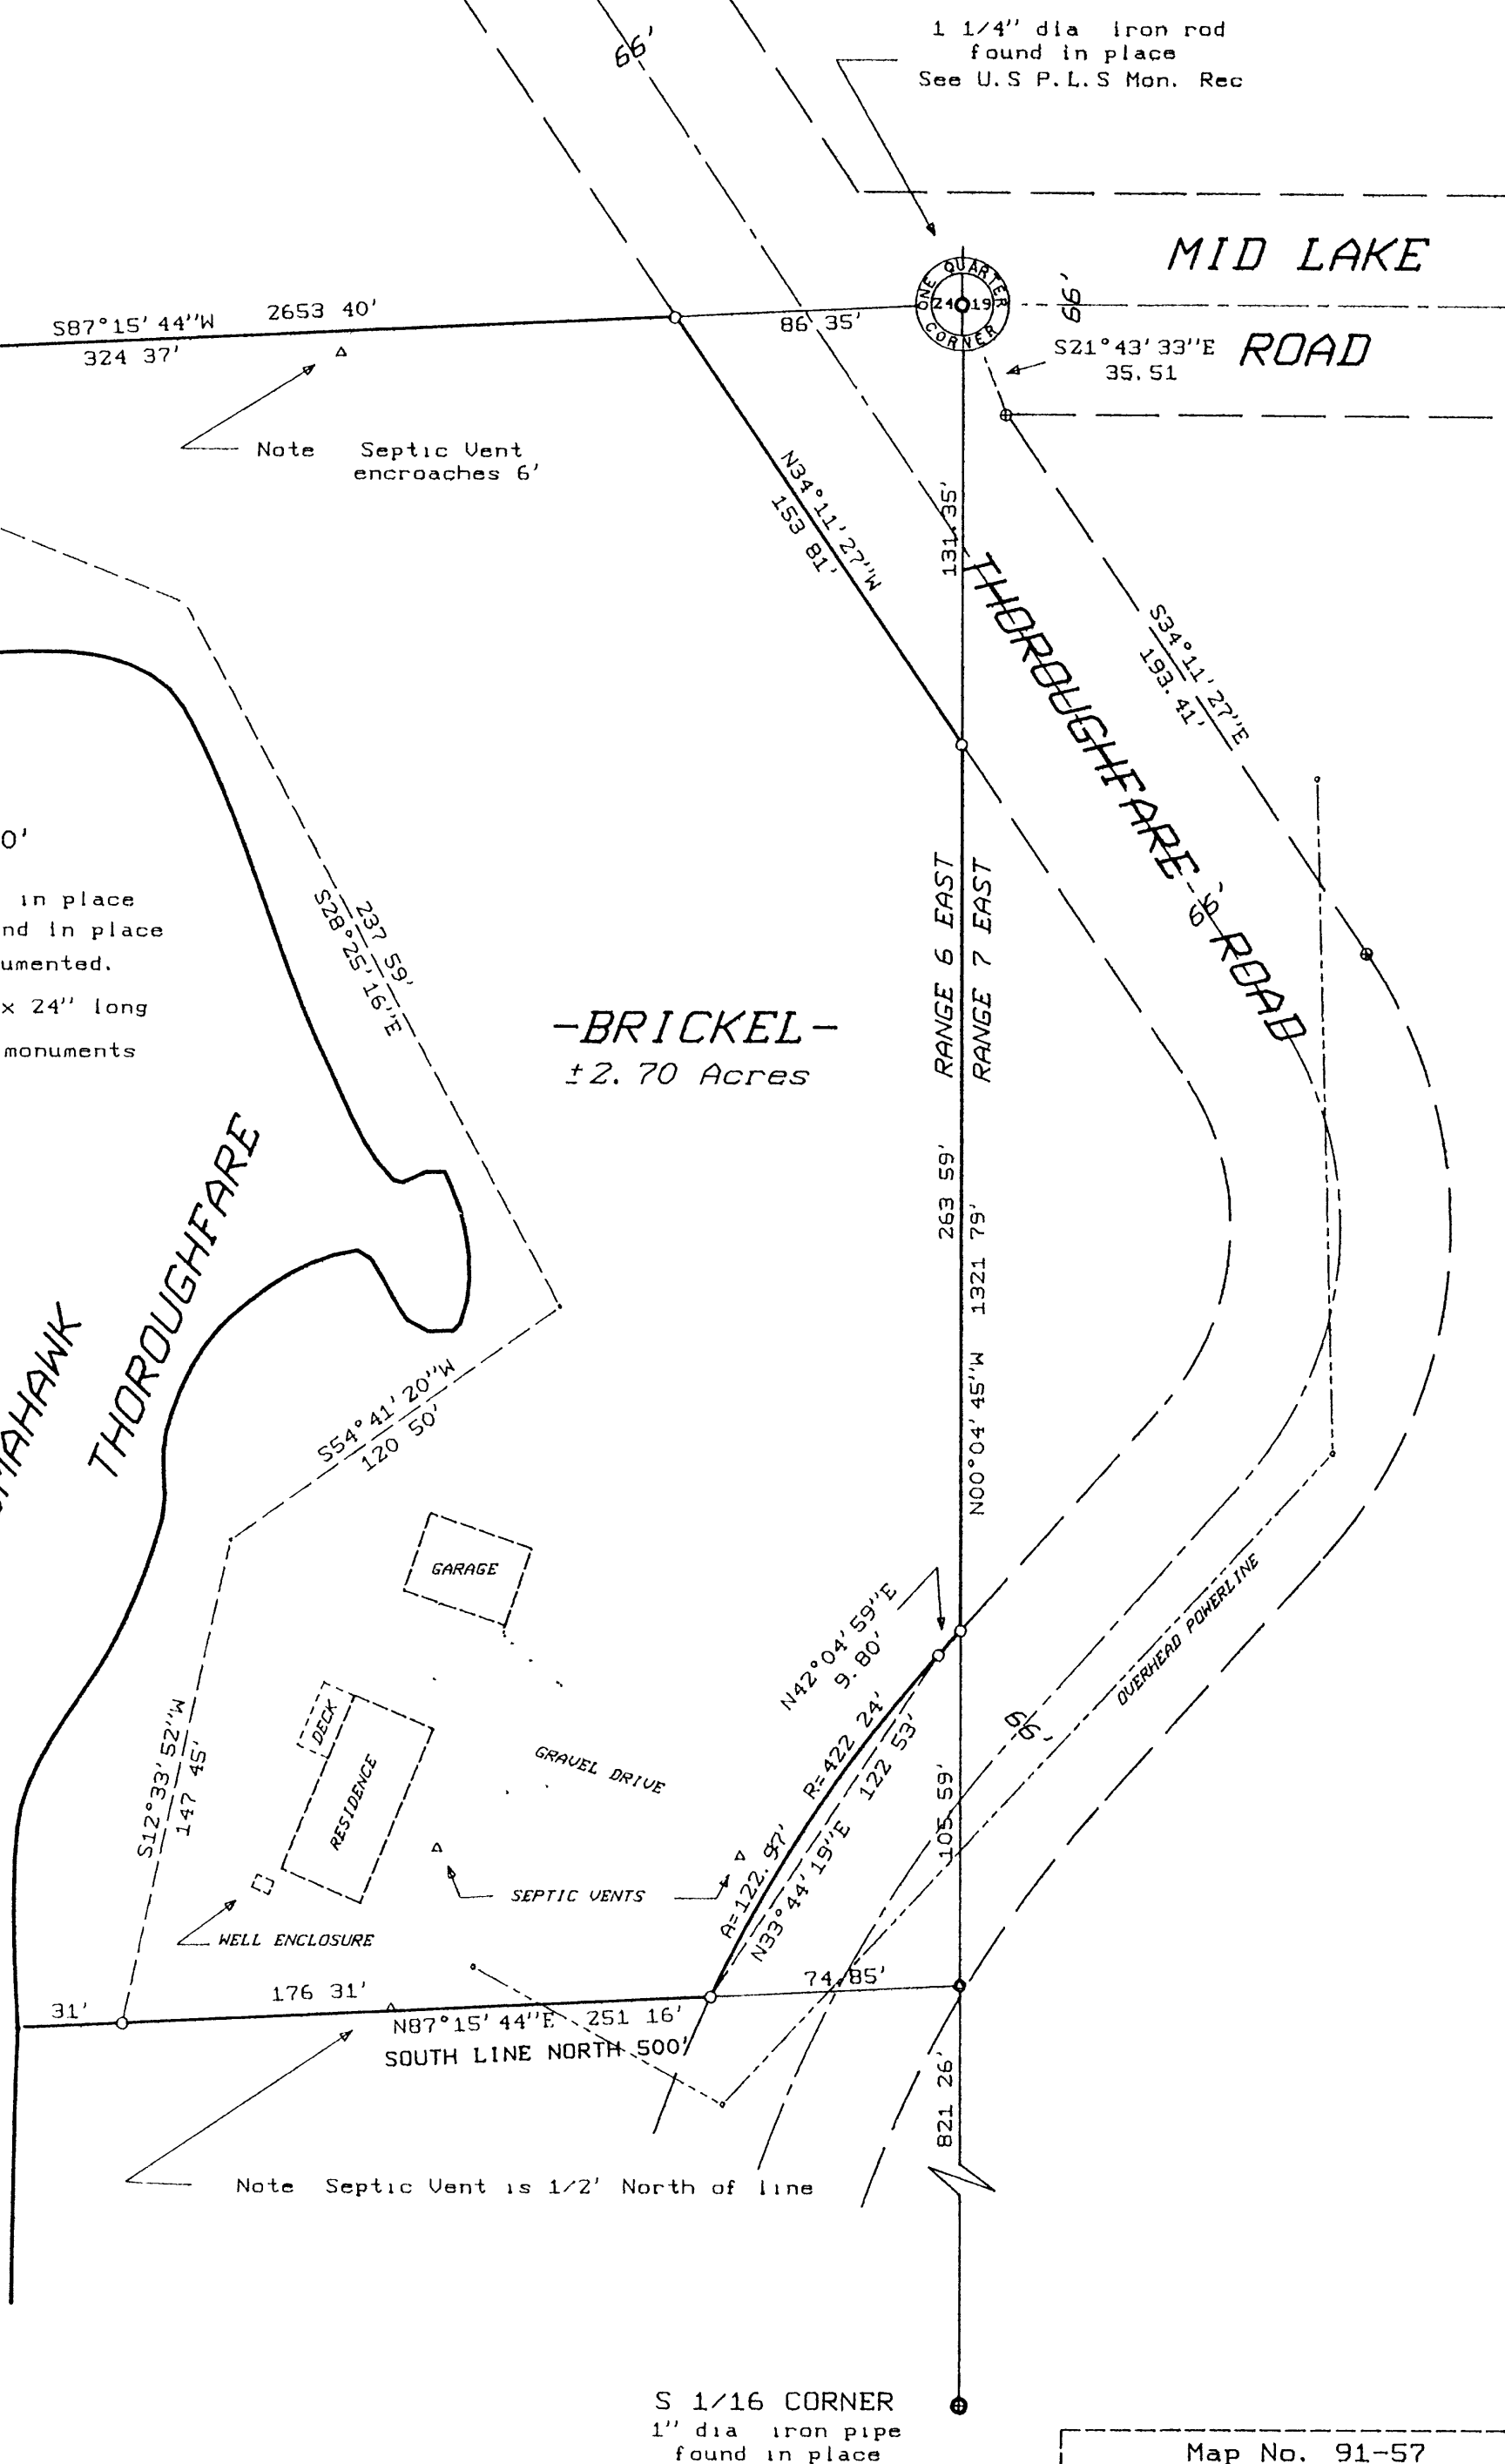 66'
1 1/4" dia iron rod
found in place
See U.S P.L.S Mon. Rec
MID LAKE
ROAD
66'
ONE QUARTER
24 19
CORNER
S87°15'44"W 2653 40'
324 37'
86 35'
S21°43'33"E
35.51
Note Septic Vent
encroaches 6'
N34°11'27"W
153 81'
131.35'
THOROUGHFARE ROAD
66'
S34°11'27"E
193.41'
0'
in place
nd in place
umented.
x 24" long
monuments
237 59'
S28°25'16"E
-BRICKEL-
±2.70 Acres
RANGE 6 EAST
RANGE 7 EAST
263 59'
N00°04'45"W 1321 79'
MAHAWK
THOROUGHFARE
S54°41'20"W
120 50'
GARAGE
DECK
RESIDENCE
GRAVEL DRIVE
S12°33'52"W
147 45'
N42°04'59"E
9.80'
A=122.97' R=422 24'
N33°44'19"E 122 53'
105 59'
66'
OVERHEAD POWERLINE
SEPTIC VENTS
WELL ENCLOSURE
31'
176 31'
74.85'
N87°15'44"E 251 16'
SOUTH LINE NORTH 500'
821 26'
Note Septic Vent is 1/2' North of line
S 1/16 CORNER
1" dia iron pipe
found in place
Map No. 91-57